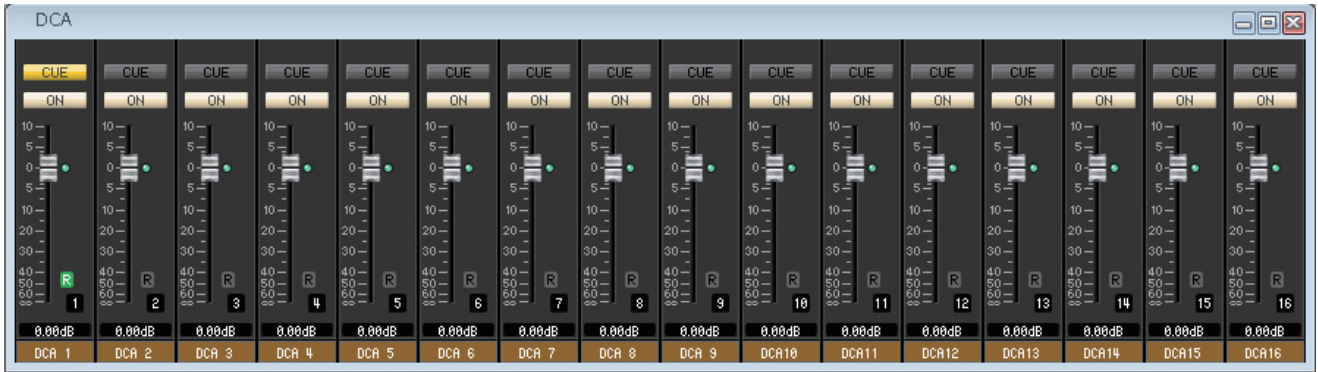 DCA
CUE CUE CUE CUE CUE CUE CUE CUE CUE CUE CUE CUE CUE CUE CUE CUE
ON ON ON ON ON ON ON ON ON ON ON ON ON ON ON ON
10 10 10 10 10 10 10 10 10 10 10 10 10 10 10 10
5 5 5 5 5 5 5 5 5 5 5 5 5 5 5 5
0 0 0 0 0 0 0 0 0 0 0 0 0 0 0 0
5 5 5 5 5 5 5 5 5 5 5 5 5 5 5 5
10 10 10 10 10 10 10 10 10 10 10 10 10 10 10 10
20 20 20 20 20 20 20 20 20 20 20 20 20 20 20 20
30 30 30 30 30 30 30 30 30 30 30 30 30 30 30 30
40 40 40 40 40 40 40 40 40 40 40 40 40 40 40 40
R R R R R R R R R R R R R R R R
50 50 50 50 50 50 50 50 50 50 50 50 50 50 50 50
60 60 60 60 60 60 60 60 60 60 60 60 60 60 60 60
∞ ∞ ∞ ∞ ∞ ∞ ∞ ∞ ∞ ∞ ∞ ∞ ∞ ∞ ∞ ∞
1 2 3 4 5 6 7 8 9 10 11 12 13 14 15 16
0.00dB 0.00dB 0.00dB 0.00dB 0.00dB 0.00dB 0.00dB 0.00dB 0.00dB 0.00dB 0.00dB 0.00dB 0.00dB 0.00dB 0.00dB 0.00dB
DCA 1 DCA 2 DCA 3 DCA 4 DCA 5 DCA 6 DCA 7 DCA 8 DCA 9 DCA10 DCA11 DCA12 DCA13 DCA14 DCA15 DCA16